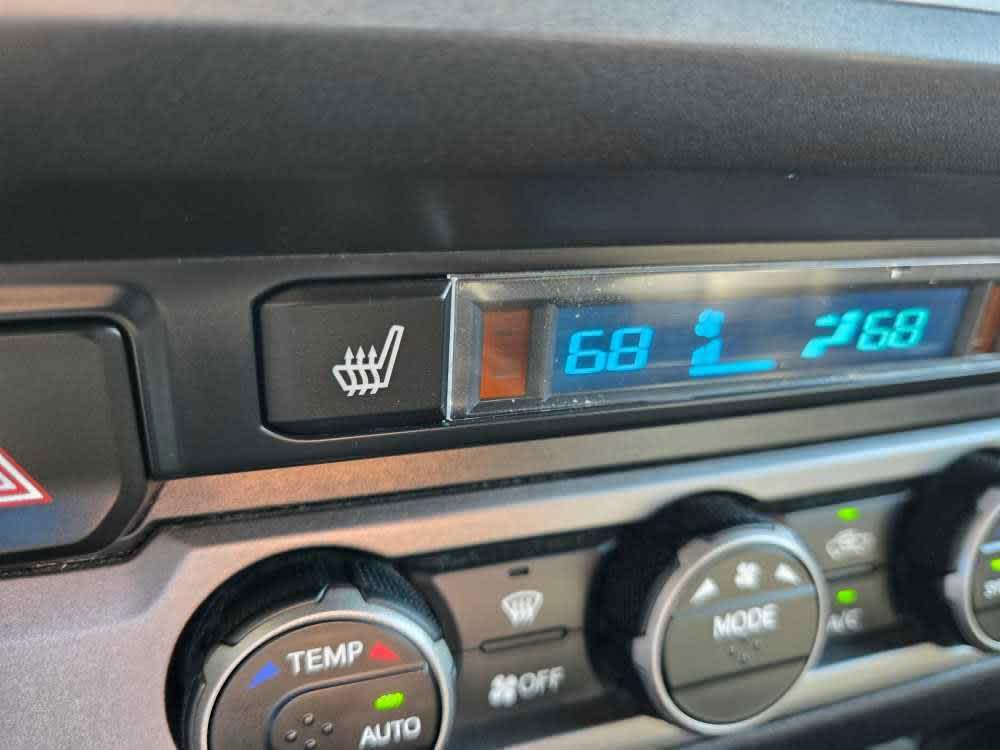 68 68
TEMP
AUTO
OFF
MODE
A/C